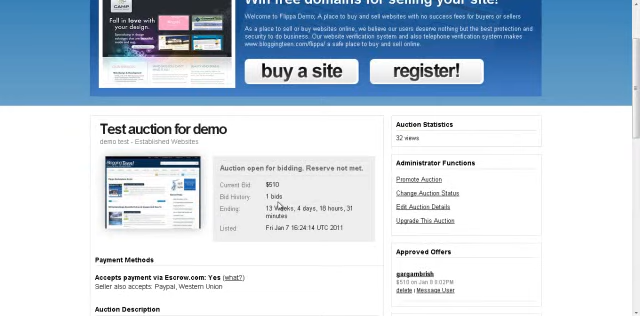 Win free domains for selling your site!
CAMP
Fall in love with your design.
Welcome to Flippa Demo. A place to buy and sell websites with no success fees for buyers or sellers
As a place to sell or buy websites online, we believe our users deserve nothing but the best protection and
security to do business. Our website verification system and also telephone verification system makes
www.bloggingteen.com/flippa/ a safe place to buy and sell online.
buy a site
register!
Test auction for demo
demo test - Established Websites
Auction open for bidding. Reserve not met.
Current Bid: $510
Bid History 1 bids
Ending: 13 Weeks, 4 days, 18 hours, 31
minutes
Listed Fri Jan 7 16:24:14 UTC 2011
Payment Methods
Accepts payment via Escrow.com: Yes (what?)
Seller also accepts: Paypal, Western Union
Auction Description
Auction Statistics
32 views
Administrator Functions
Promote Auction
Change Auction Status
Edit Auction Details
Upgrade This Auction
Approved Offers
gargambrish
delete | Message User